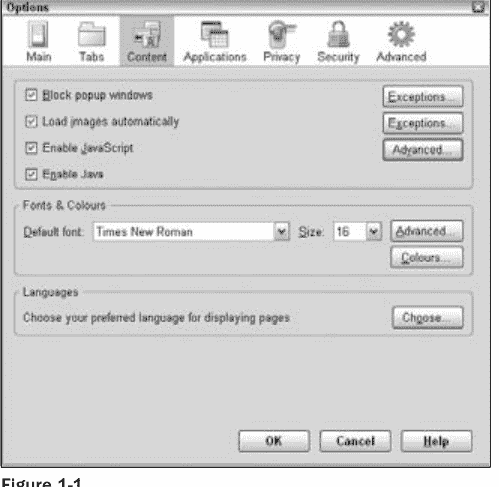 Options
Main Tabs Content Applications Privacy Security Advanced
Block popup windows Exceptions...
Load images automatically Exceptions...
Enable JavaScript Advanced...
Enable Java
Fonts & Colours
Default font: Times New Roman Size: 16 Advanced...
Colours...
Languages
Choose your preferred language for displaying pages Choose...
OK Cancel Help
Figure 1-1